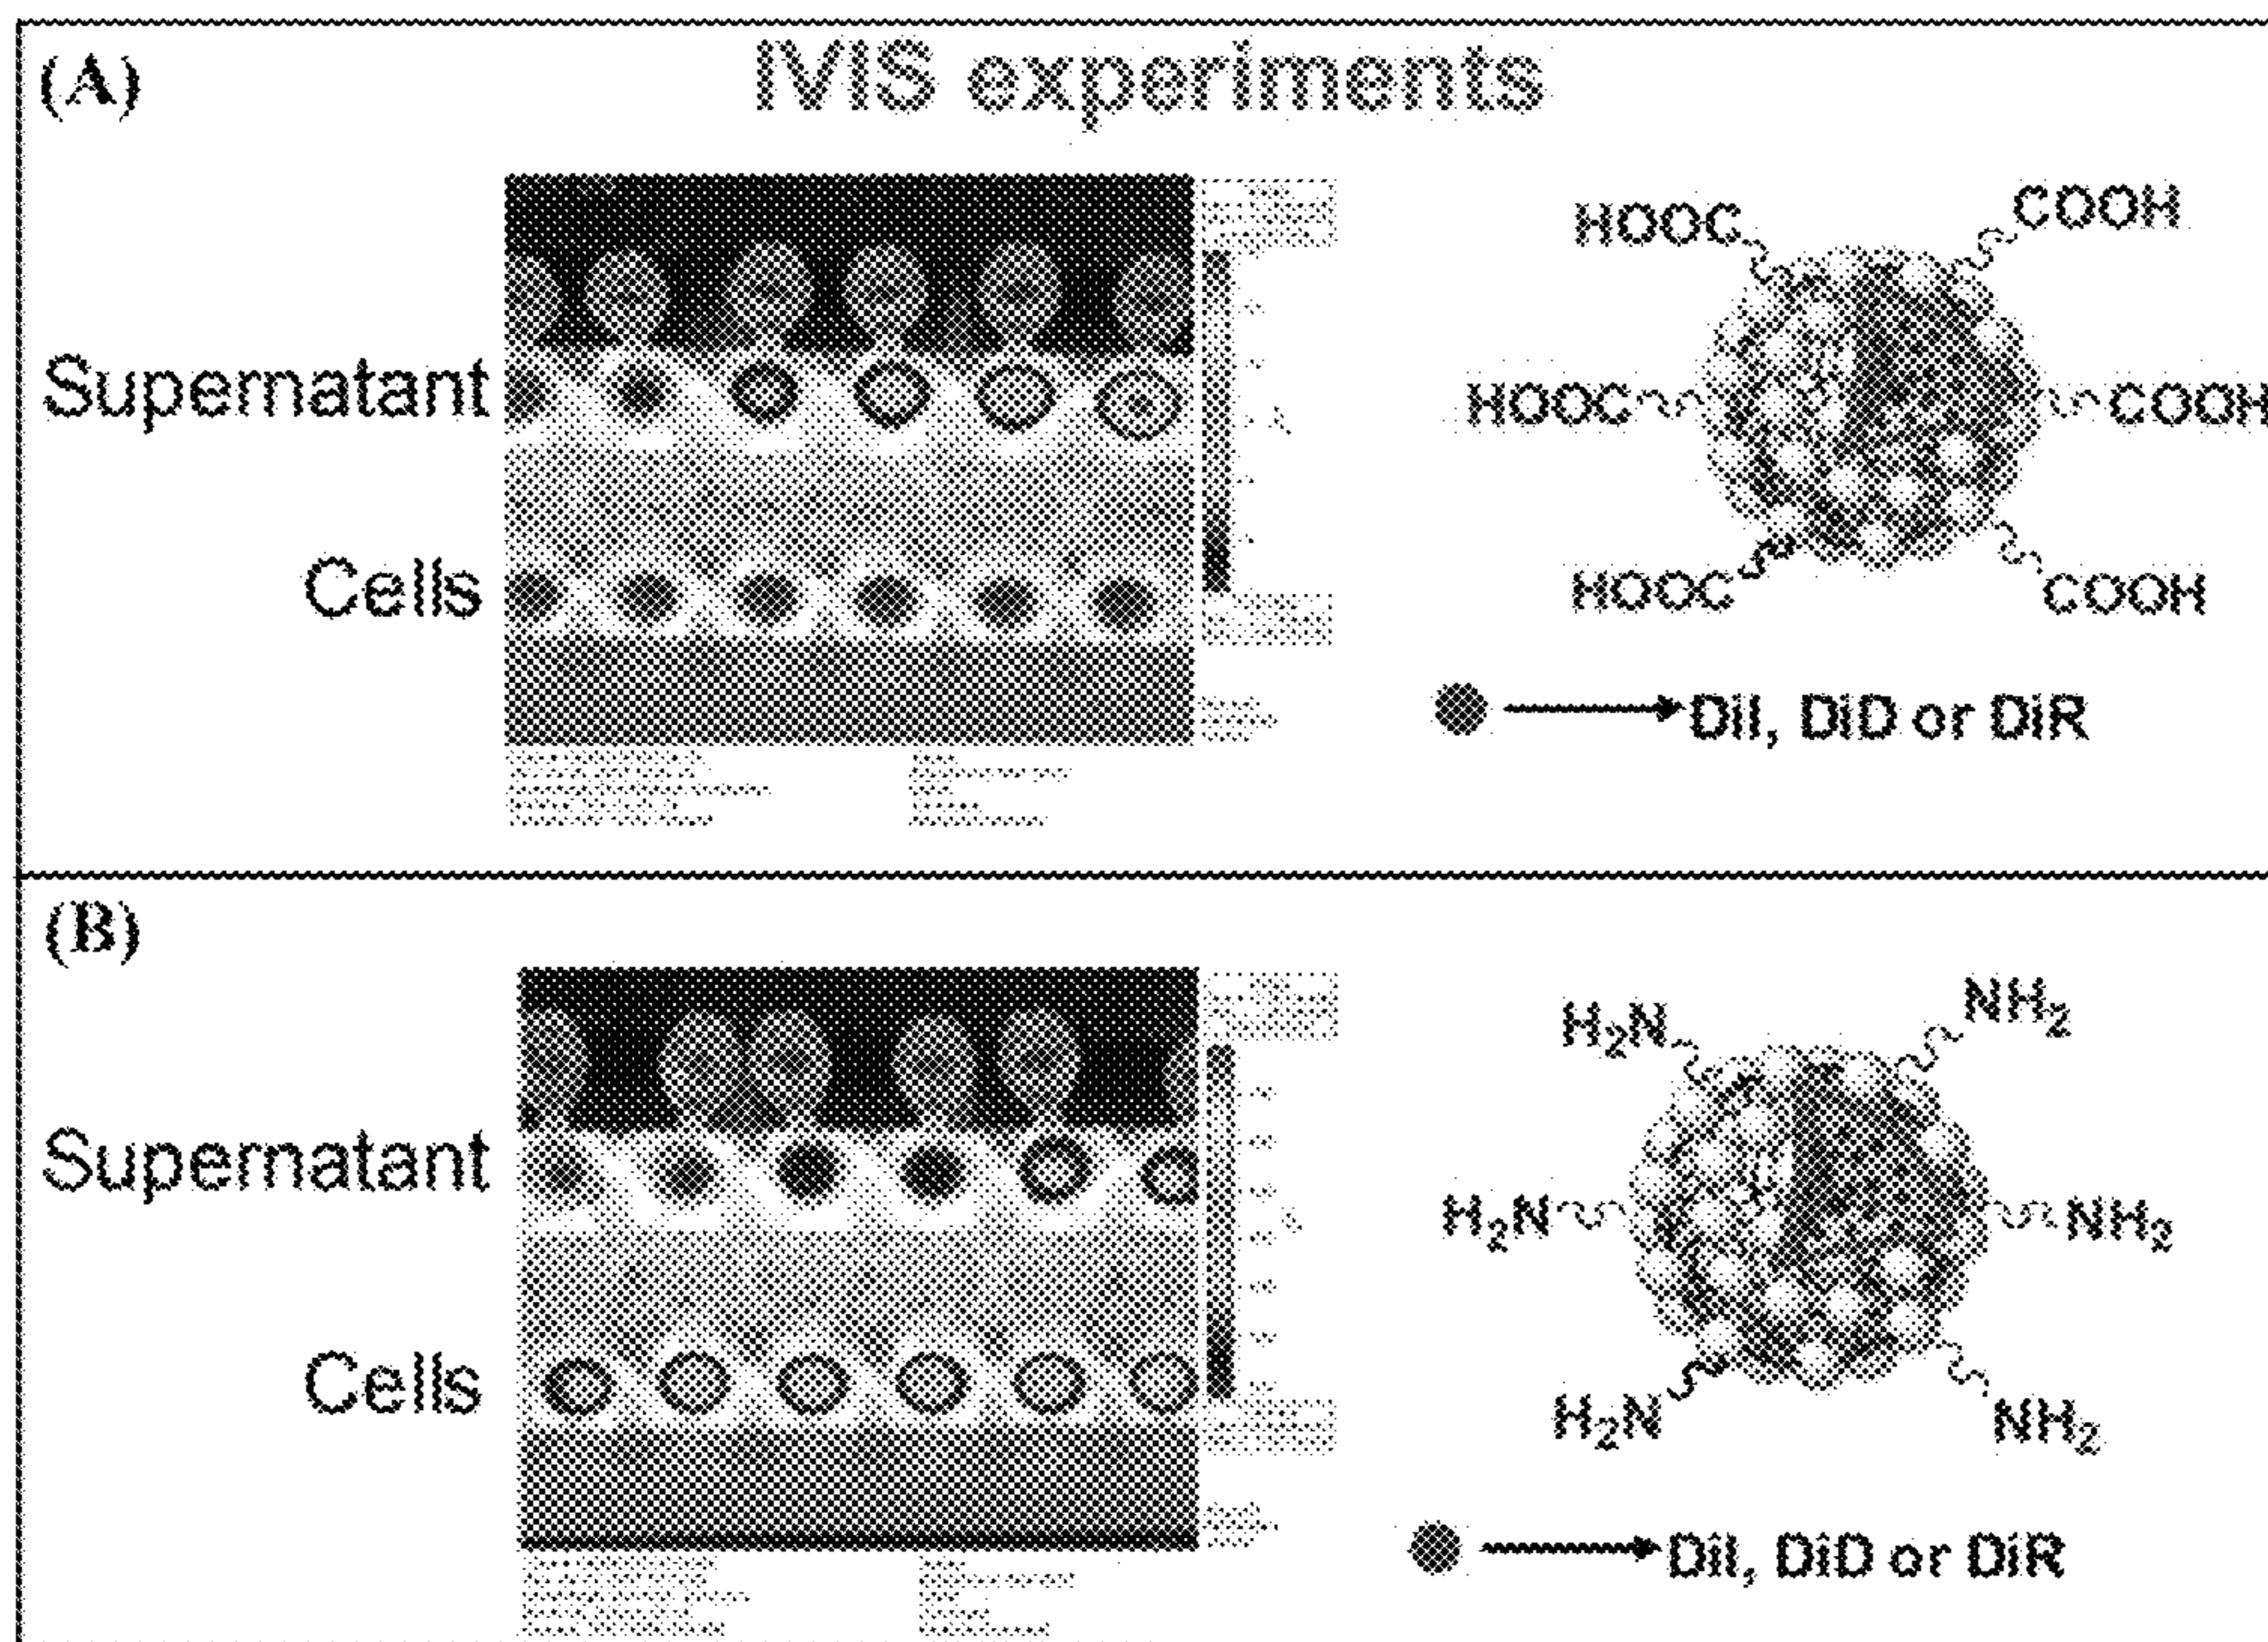 (A)
IVIS experiments
HOOC COOH
Supernatant
HOOC COOH
Cells
HOOC COOH
DiI, DiD or DiR
(B)
H₂N NH₂
Supernatant
H₂N NH₂
Cells
H₂N NH₂
DiI, DiD or DiR